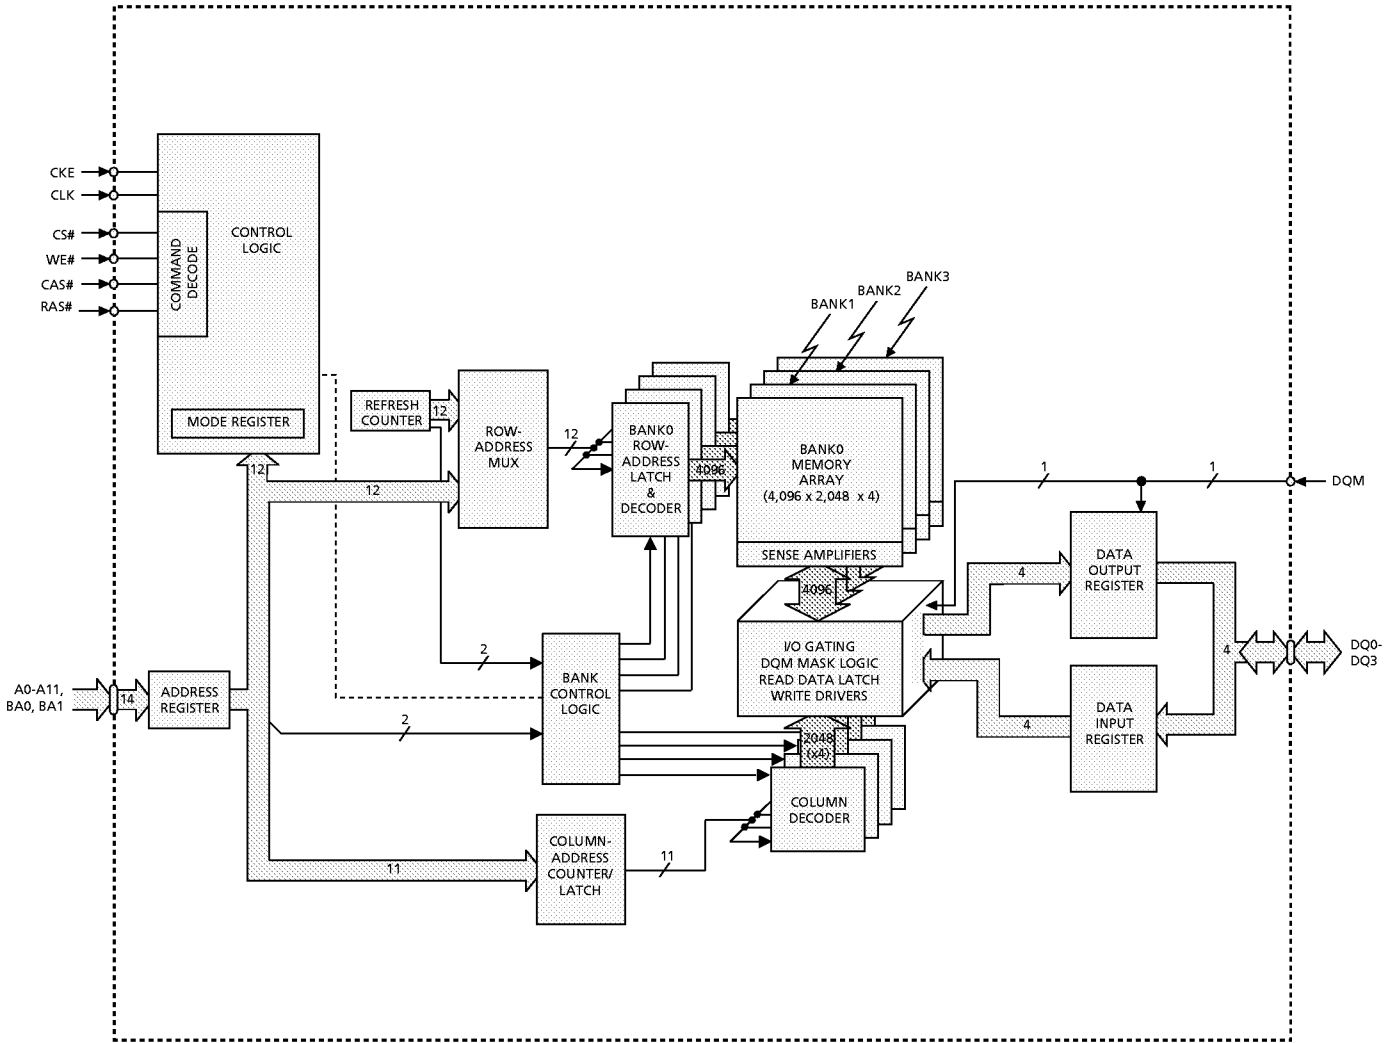 CKE
CLK
CS#
WE#
CAS#
RAS#
COMMAND
DECODE
CONTROL
LOGIC
MODE REGISTER
12
REFRESH
COUNTER
12
12
ROW-
ADDRESS
MUX
12
BANK0
ROW-
ADDRESS
LATCH
&
DECODER
4096
BANK1
BANK2
BANK3
BANK0
MEMORY
ARRAY
(4,096 x 2,048 x 4)
SENSE AMPLIFIERS
4096
I/O GATING
DQM MASK LOGIC
READ DATA LATCH
WRITE DRIVERS
2048
(x4)
COLUMN
DECODER
1
1
DQM
DATA
OUTPUT
REGISTER
4
4
DQ0-
DQ3
DATA
INPUT
REGISTER
4
A0-A11,
BA0, BA1
14
ADDRESS
REGISTER
2
2
BANK
CONTROL
LOGIC
11
COLUMN-
ADDRESS
COUNTER/
LATCH
11